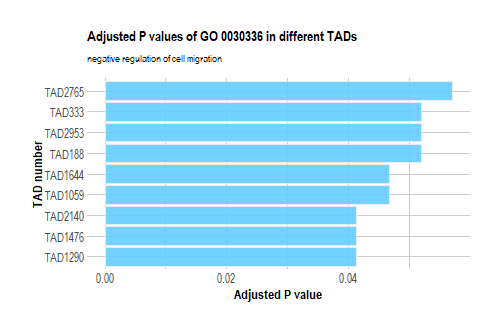 Adjusted P values of GO 0030336 in different TADs
negative regulation of cell migration
TAD2765
TAD333
TAD2953
TAD188
TAD1644
TAD1059
TAD2140
TAD1476
TAD1290
TAD number
0.00 0.02 0.04
Adjusted P value